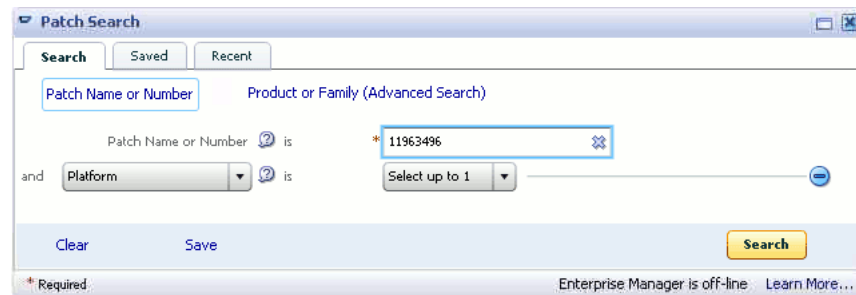 Patch Search
Search Saved Recent
Patch Name or Number Product or Family (Advanced Search)
Patch Name or Number is * 11963496
and Platform is Select up to 1
Clear Save Search
* Required Enterprise Manager is off-line Learn More...